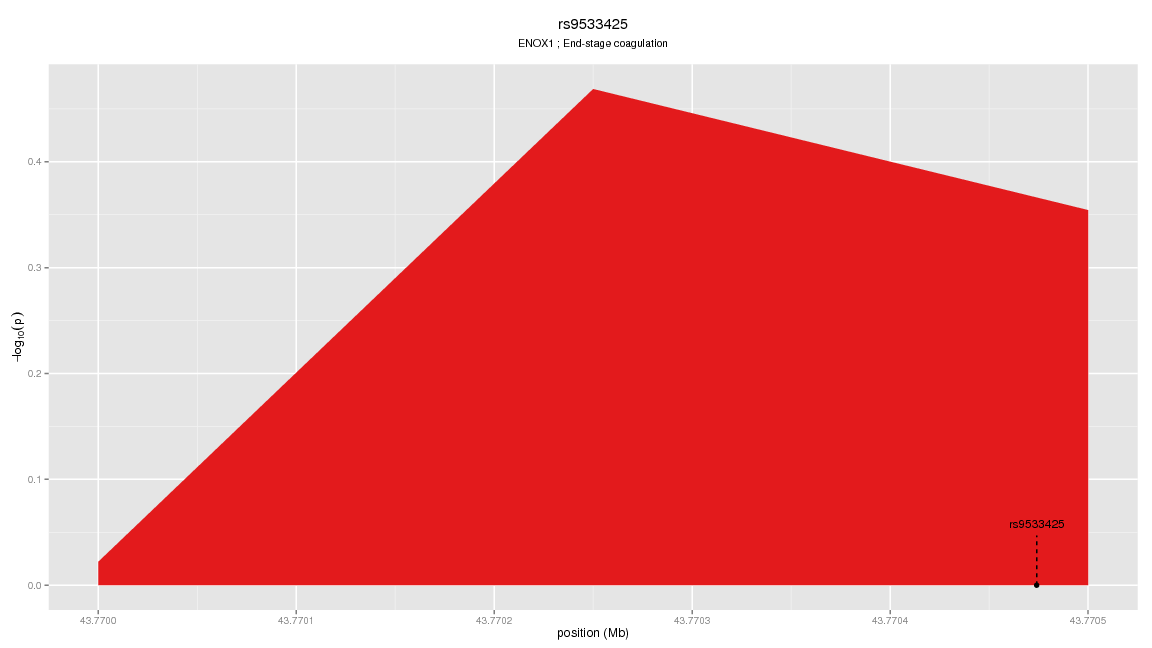 rs9533425
ENOX1 ; End-stage coagulation
−log10(p)
0.4
0.3
0.2
0.1
0.0
rs9533425
43.7700 43.7701 43.7702 43.7703 43.7704 43.7705
position (Mb)